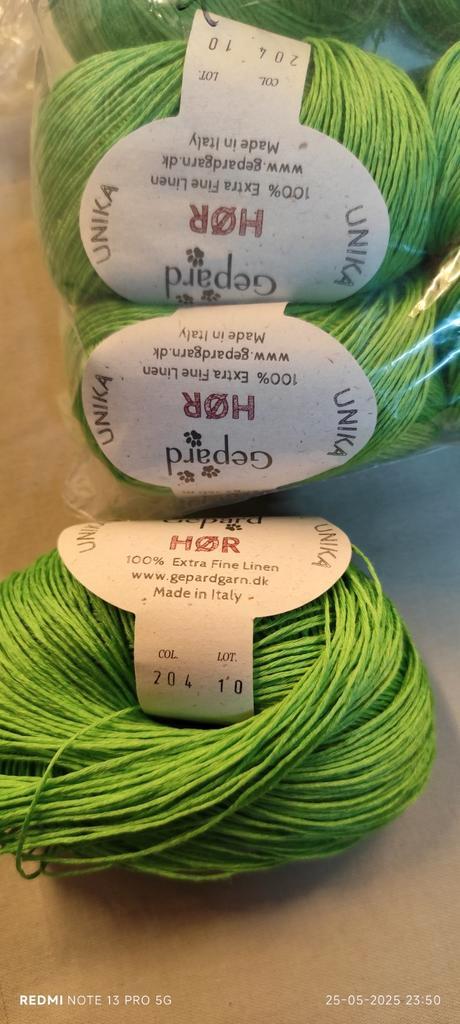 COL. LOT.
204 10
Made in Italy
www.gepardgarn.dk
100% Extra Fine Linen
HØR
Gepard
UNIKA
UNIKA
Made in Italy
www.gepardgarn.dk
100% Extra Fine Linen
HØR
Gepard
UNIKA
UNIKA
HØR
100% Extra Fine Linen
www.gepardgarn.dk
Made in Italy
UNIKA
COL. LOT.
204 10
REDMI NOTE 13 PRO 5G
25-05-2025 23:50